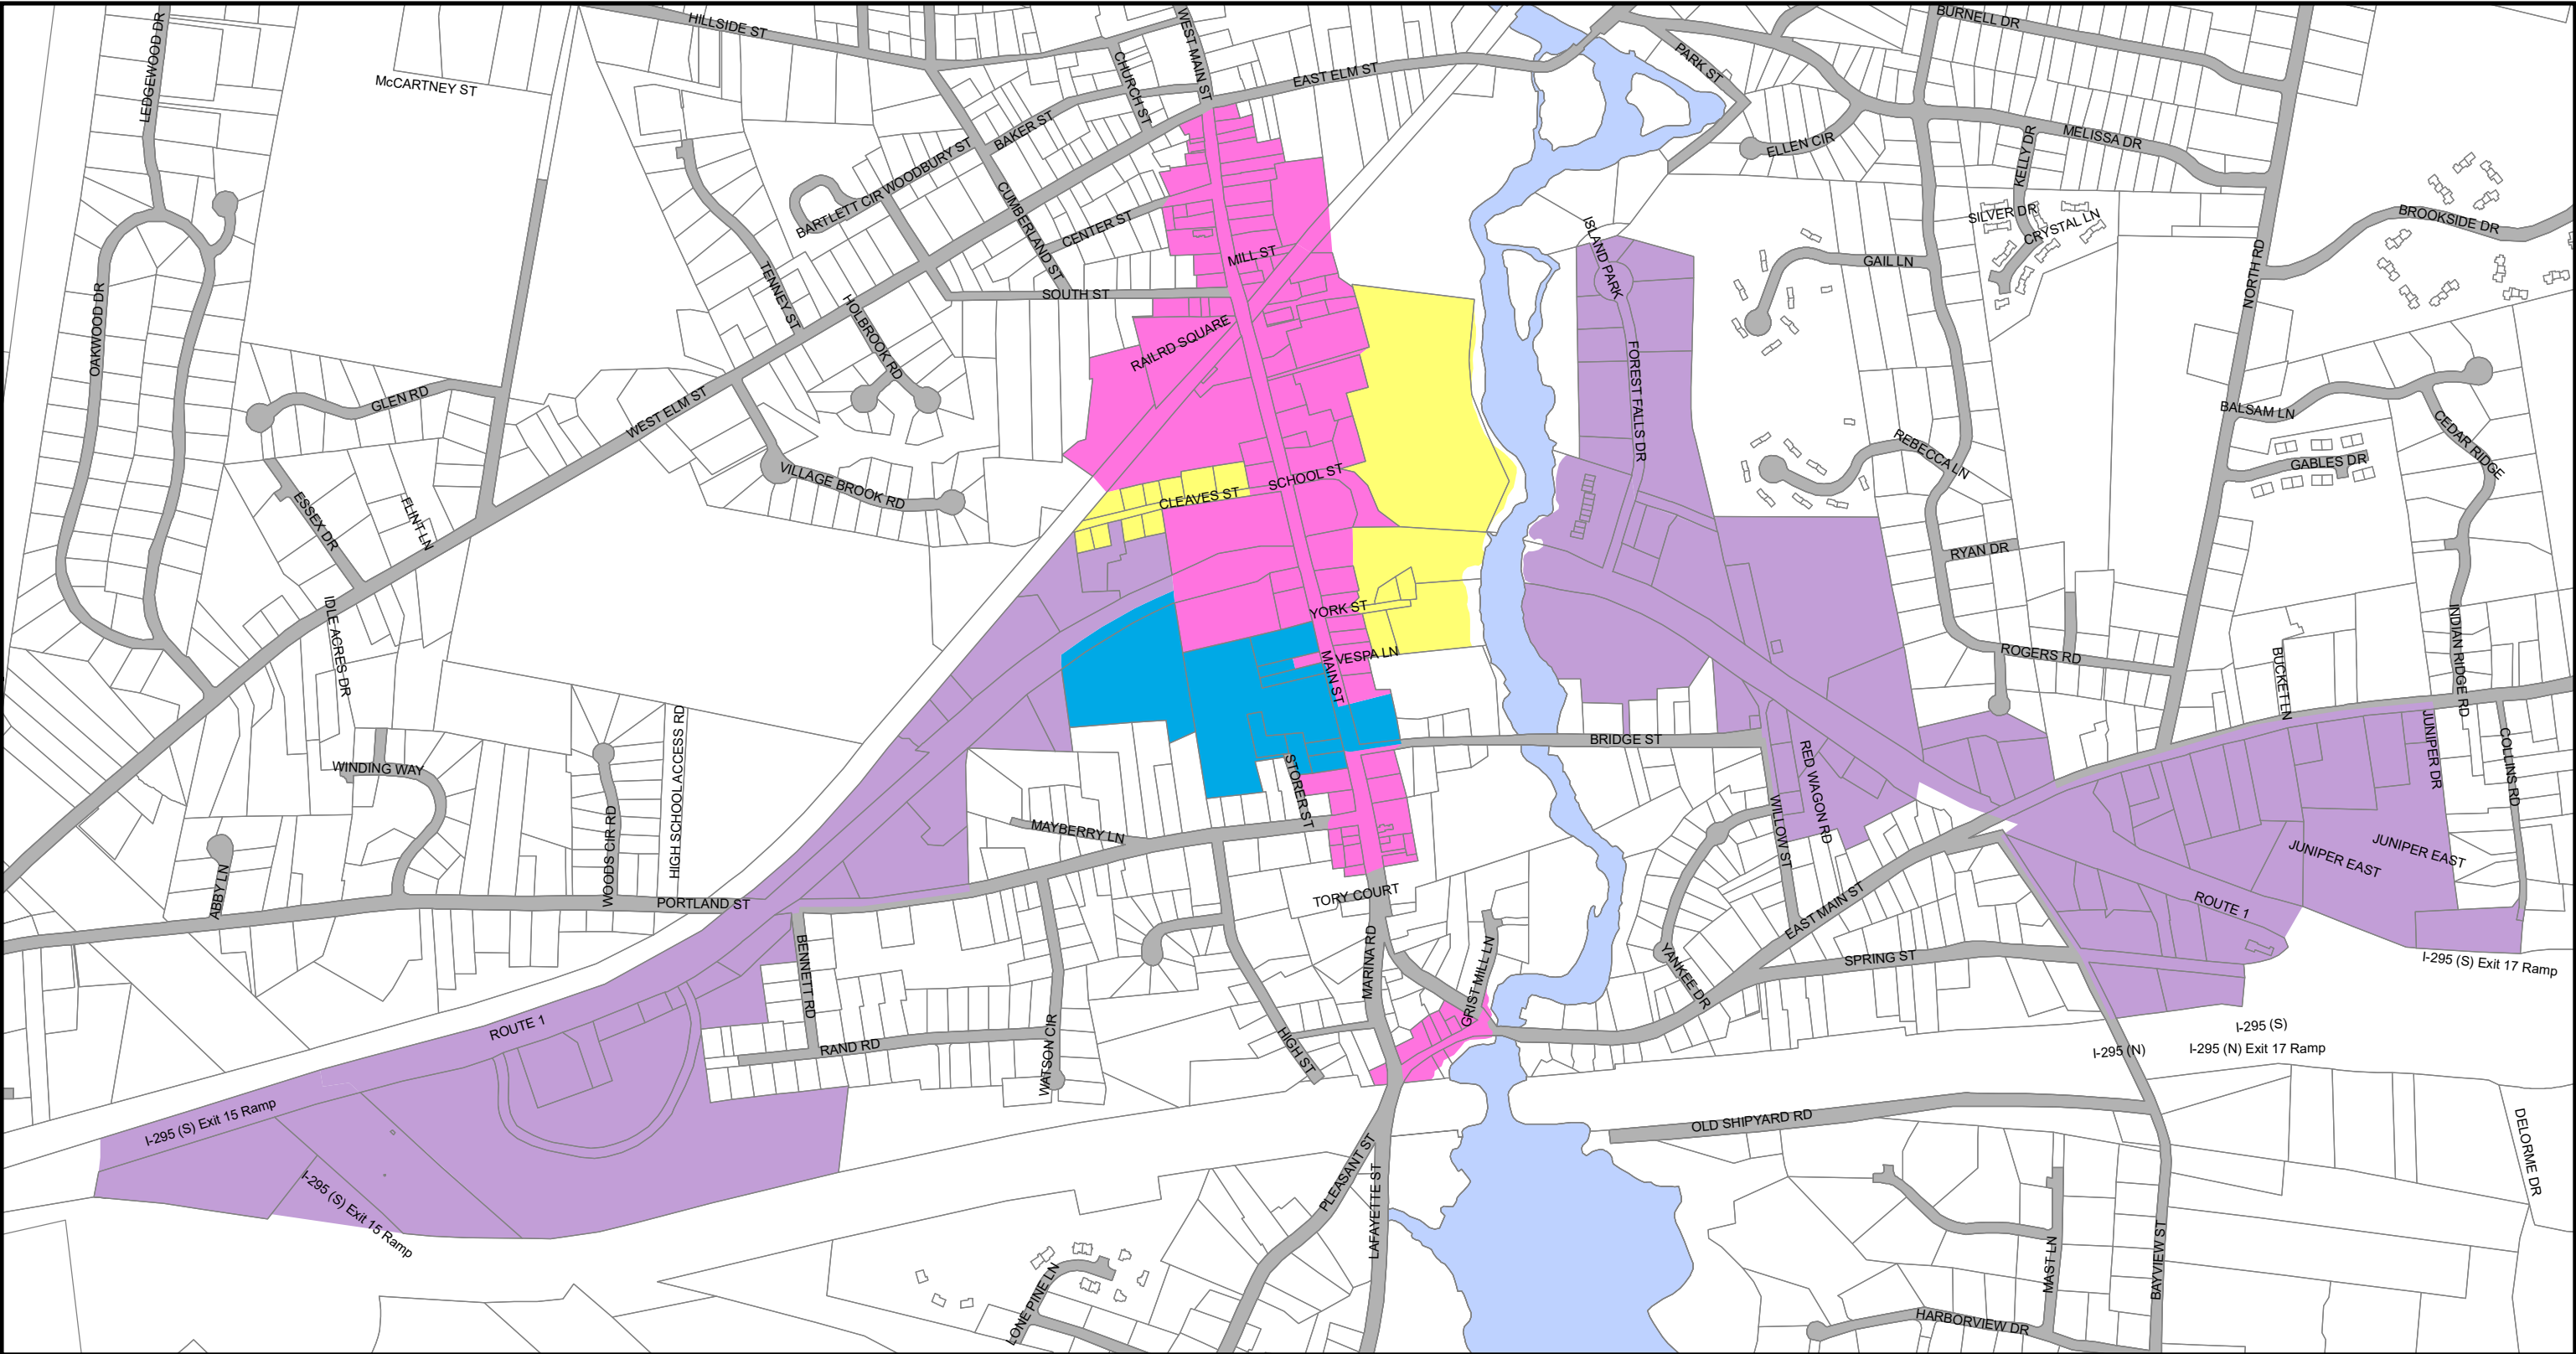 LEDGEWOOD DR
HILLSIDE ST
WEST MAIN ST
BURNELL DR
McCARTNEY ST
CHURCH ST
EAST ELM ST
PARK ST
BAKER ST
ELLEN CIR
MELISSA DR
KELLY DR
WOODBURY ST
BARTLETT CIR
CUMBERLAND ST
CENTER ST
SILVER DR
CRYSTAL LN
BROOKSIDE DR
ISLAND PARK
MILL ST
GAIL LN
NORTH RD
TENNEY ST
SOUTH ST
OAKWOOD DR
HOLBROOK RD
RAILRD SQUARE
FOREST FALLS DR
GLEN RD
WEST ELM ST
BALSAM LN
CEDAR RIDGE
REBECCA LN
GABLES DR
VILLAGE BROOK RD
CLEAVES ST
SCHOOL ST
ESSEX DR
FLINT LN
RYAN DR
IDLE ACRES DR
YORK ST
INDIAN RIDGE RD
ROGERS RD
VESPA LN
MAIN ST
BUCKET LN
HIGH SCHOOL ACCESS RD
BRIDGE ST
JUNIPER DR
COLLINS RD
WINDING WAY
STORER ST
RED WAGON RD
WOODS CIR RD
WILLOW ST
MAYBERRY LN
JUNIPER EAST
JUNIPER EAST
ABBY LN
PORTLAND ST
TORY COURT
EAST MAIN ST
ROUTE 1
BENNETT RD
MARINA RD
GRIST MILL LN
YANKEE DR
SPRING ST
I-295 (S) Exit 17 Ramp
ROUTE 1
I-295 (S)
RAND RD
WATSON CIR
HIGH ST
I-295 (N)
I-295 (N) Exit 17 Ramp
I-295 (S) Exit 15 Ramp
OLD SHIPYARD RD
DELORME DR
I-295 (S) Exit 15 Ramp
PLEASANT ST
LAFAYETTE ST
LONE PINE LN
MAST LN
BAYVIEW ST
HARBORVIEW DR